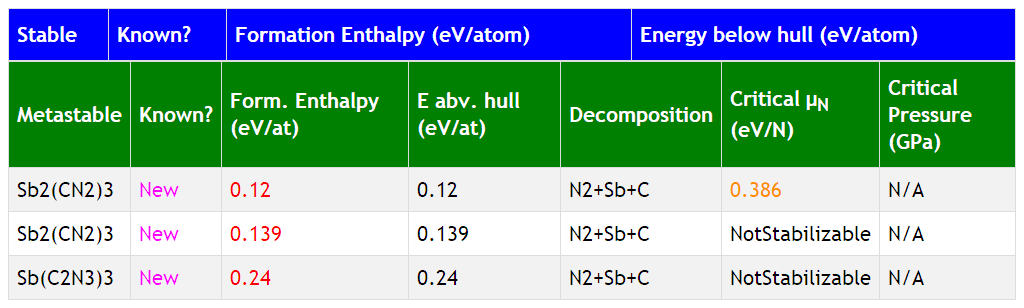 Stable Known? Formation Enthalpy (eV/atom) Energy below hull (eV/atom)
Metastable Known? Form. Enthalpy (eV/at) E abv. hull (eV/at) Decomposition Critical μN (eV/N) Critical Pressure (GPa)
Sb2(CN2)3 New 0.12 0.12 N2+Sb+C 0.386 N/A
Sb2(CN2)3 New 0.139 0.139 N2+Sb+C NotStabilizable N/A
Sb(C2N3)3 New 0.24 0.24 N2+Sb+C NotStabilizable N/A